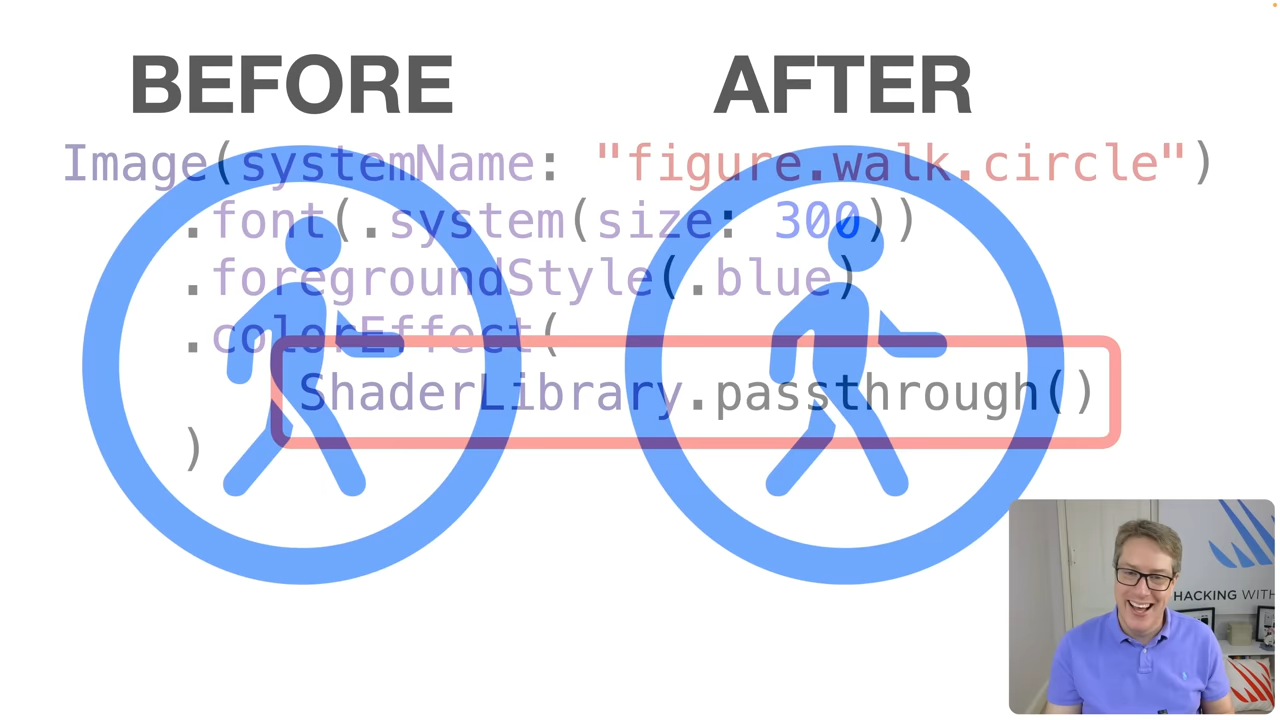 BEFORE
AFTER
Image(systemName: "figure.walk.circle")
.font(.system(size: 300))
.foregroundStyle(.blue)
.colorEffect(
ShaderLibrary.passthrough()
)
HACKING WITH